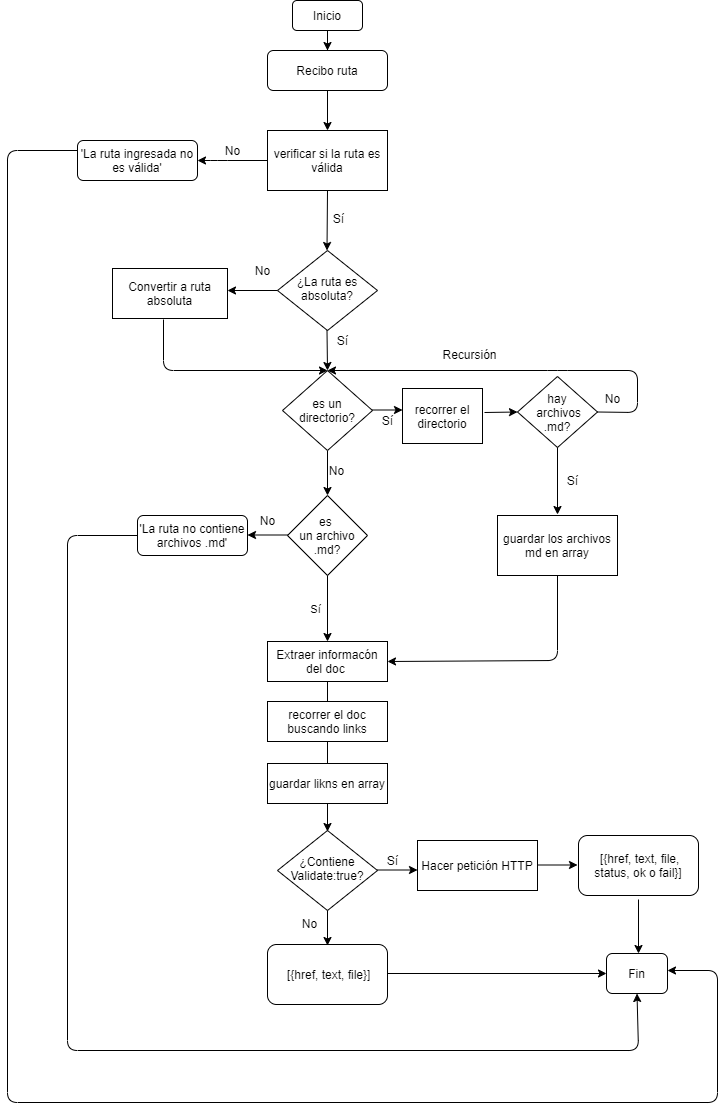 Inicio
Recibo ruta
verificar si la ruta es
válida
No
'La ruta ingresada no
es válida'
Sí
¿La ruta es
absoluta?
No
Convertir a ruta
absoluta
Sí
Recursión
es un
directorio?
Sí
recorrer el
directorio
hay
archivos
.md?
No
No
Sí
es
un archivo
.md?
No
'La ruta no contiene
archivos .md'
guardar los archivos
md en array
Sí
Extraer informacón
del doc
recorrer el doc
buscando links
guardar likns en array
¿Contiene
Validate:true?
Sí
Hacer petición HTTP
[{href, text, file,
status, ok o fail}]
No
[{href, text, file}]
Fin